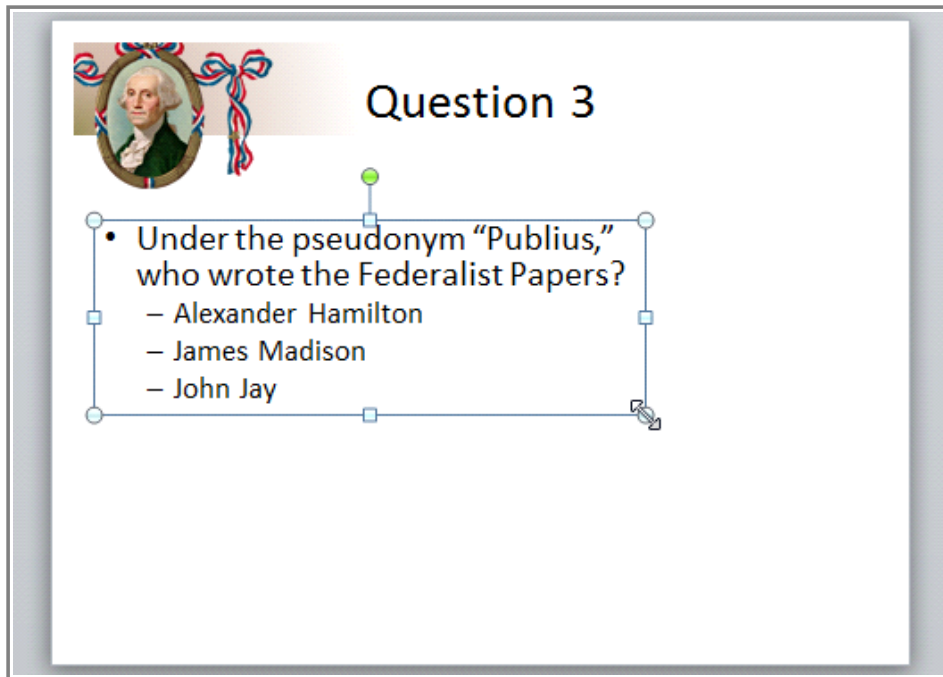 Question 3
• Under the pseudonym “Publius,”
who wrote the Federalist Papers?
– Alexander Hamilton
– James Madison
– John Jay